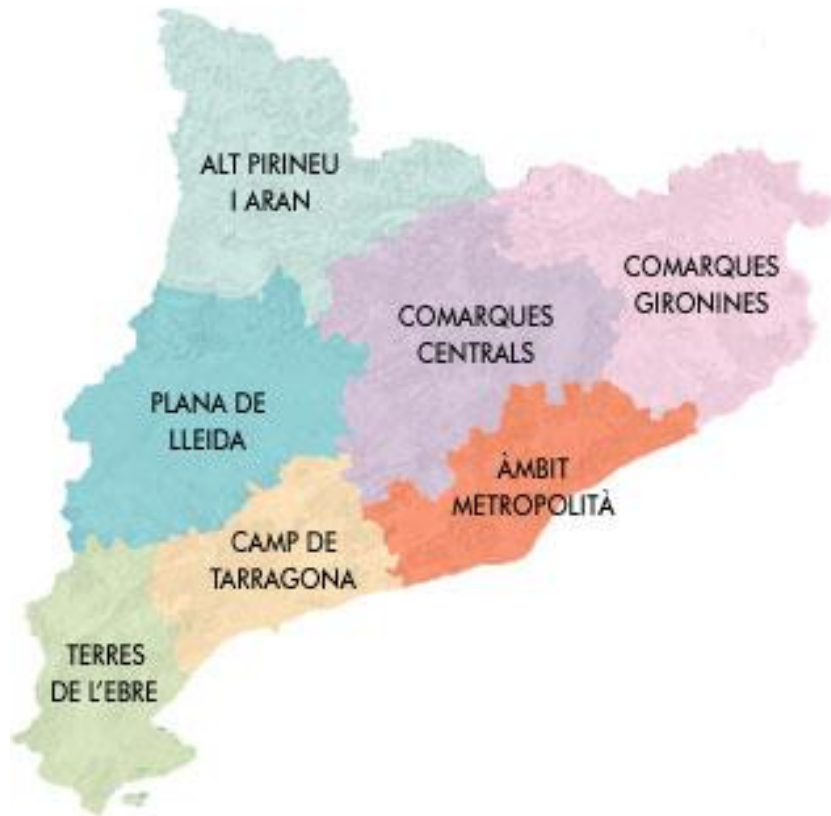 ALT PIRINEU
I ARAN
COMARQUES
GIRONINES
COMARQUES
CENTRALS
PLANA DE
LLEIDA
ÀMBIT
METROPOLITÀ
CAMP DE
TARRAGONA
TERRES
DE L'EBRE